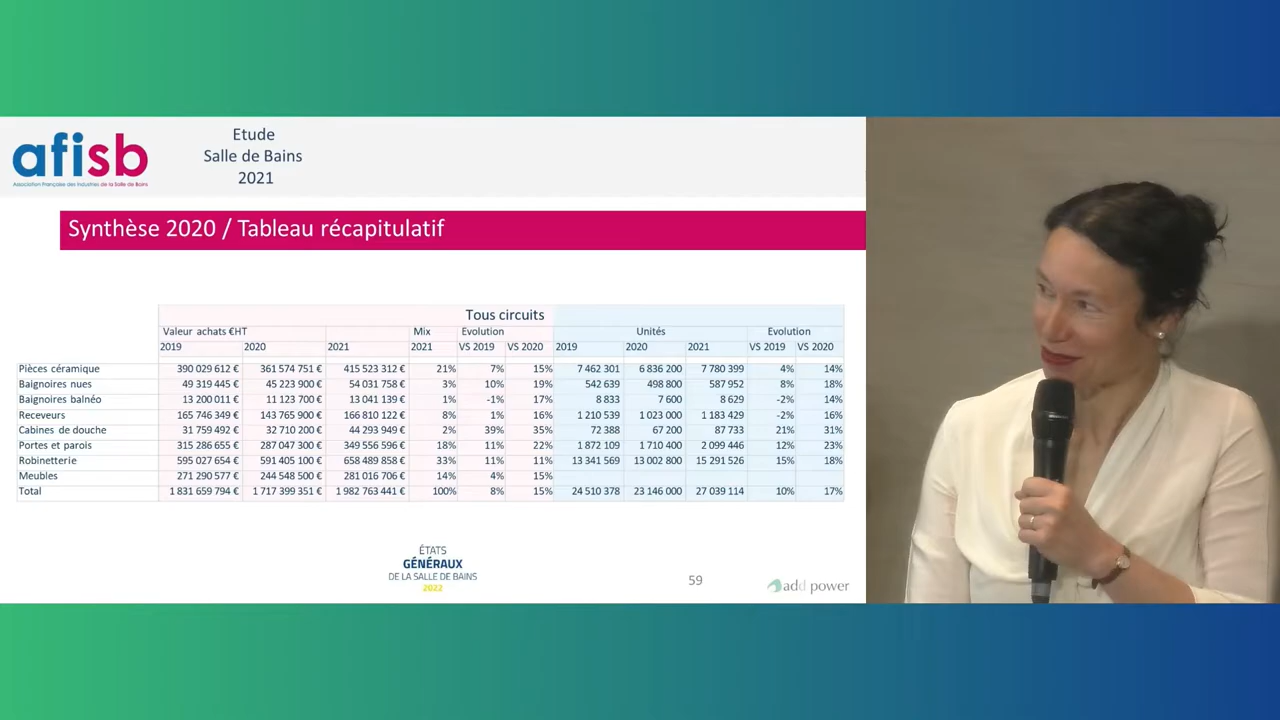 afisb
Association Française des Industries de la Salle de Bains
Etude
Salle de Bains
2021
Synthèse 2020 / Tableau récapitulatif
Tous circuits
Valeur achats €HT Mix Evolution Unités Evolution
2019 2020 2021 2021 VS 2019 VS 2020 2019 2020 2021 VS 2019 VS 2020
Pièces céramique 390 029 612 € 361 574 751 € 415 523 312 € 21% 7% 15% 7 462 301 6 836 200 7 780 399 4% 14%
Baignoires nues 49 319 445 € 45 223 900 € 54 031 758 € 3% 10% 19% 542 639 498 800 587 952 8% 18%
Baignoires balnéo 13 200 011 € 11 123 700 € 13 041 139 € 1% -1% 17% 8 833 7 600 8 629 -2% 14%
Receveurs 165 746 349 € 143 765 900 € 166 810 122 € 8% 1% 16% 1 210 539 1 023 000 1 183 429 -2% 16%
Cabines de douche 31 759 492 € 32 710 200 € 44 293 949 € 2% 39% 35% 72 388 67 200 87 733 21% 31%
Portes et parois 315 286 655 € 287 047 300 € 349 556 596 € 18% 11% 22% 1 872 109 1 710 400 2 099 446 12% 23%
Robinetterie 595 027 654 € 591 405 100 € 658 489 858 € 33% 11% 11% 13 341 569 13 002 800 15 291 526 15% 18%
Meubles 271 290 577 € 244 548 500 € 281 016 706 € 14% 4% 15%
Total 1 831 659 794 € 1 717 399 351 € 1 982 763 441 € 100% 8% 15% 24 510 378 23 146 000 27 039 114 10% 17%
ÉTATS
GÉNÉRAUX
DE LA SALLE DE BAINS
2022
59
add power